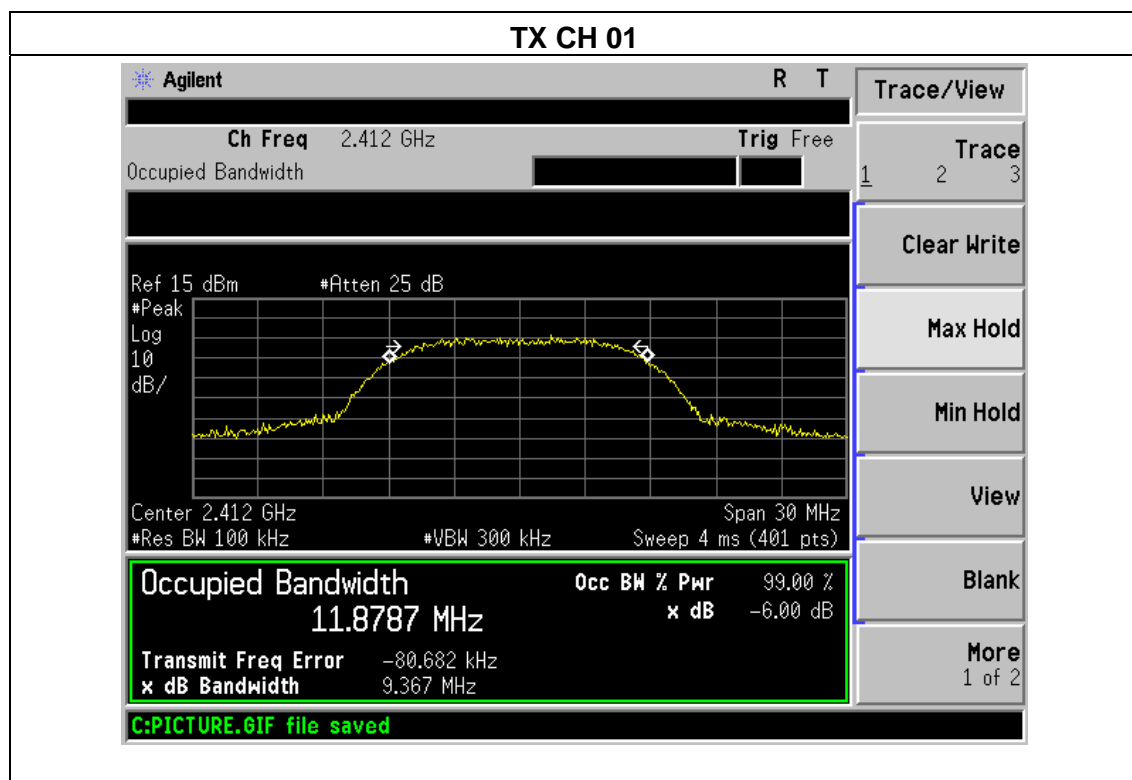 TX CH 01
Agilent R T
Ch Freq 2.412 GHz Trig Free
Occupied Bandwidth
Ref 15 dBm #Atten 25 dB
#Peak
Log
10
dB/
Center 2.412 GHz Span 30 MHz
#Res BW 100 kHz #VBW 300 kHz Sweep 4 ms (401 pts)
Occupied Bandwidth Occ BW % Pwr 99.00 %
11.8787 MHz x dB -6.00 dB
Transmit Freq Error -80.682 kHz
x dB Bandwidth 9.367 MHz
C:PICTURE.GIF file saved
Trace/View
Trace
1 2 3
Clear Write
Max Hold
Min Hold
View
Blank
More
1 of 2